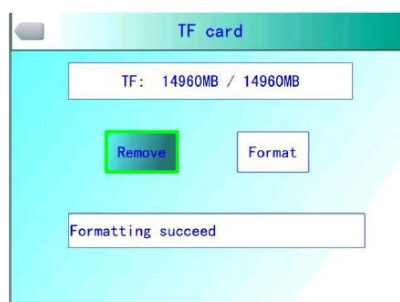 TF card
TF: 14960MB / 14960MB
Remove Format
Formatting succeed